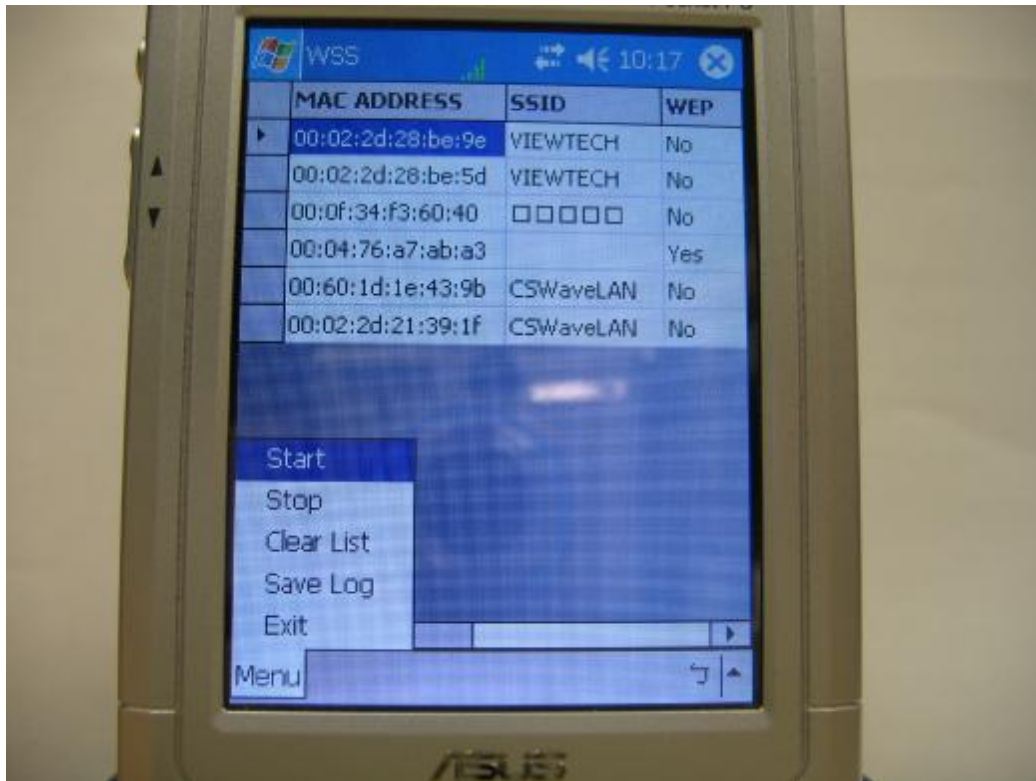 WSS 10:17
MAC ADDRESS SSID WEP
00:02:2d:28:be:9e VIEWTECH No
00:02:2d:28:be:5d VIEWTECH No
00:0f:34:f3:60:40 □□□□□ No
00:04:76:a7:ab:a3 Yes
00:60:1d:1e:43:9b CSWaveLAN No
00:02:2d:21:39:1f CSWaveLAN No
Start
Stop
Clear List
Save Log
Exit
Menu ㄅ
ASUS